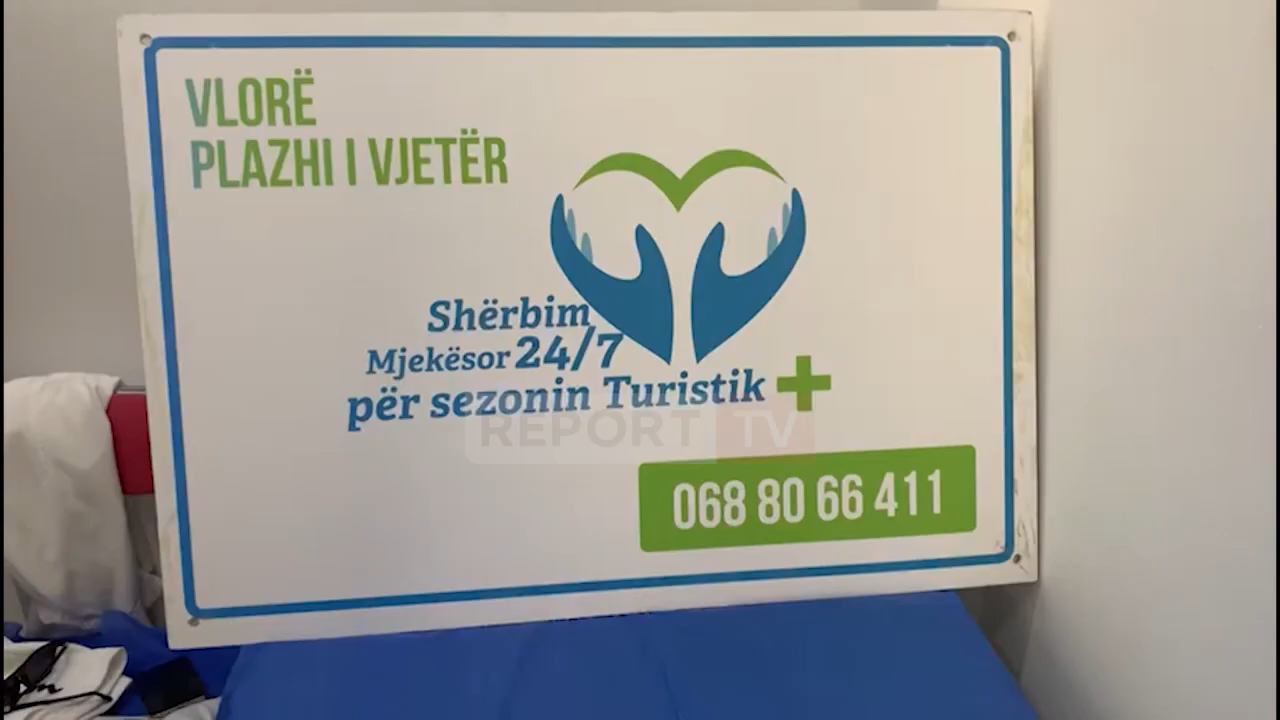 VLORË
PLAZHI I VJETËR
Shërbim
Mjekësor 24/7
për sezonin Turistik
REPORT TV
068 80 66 411